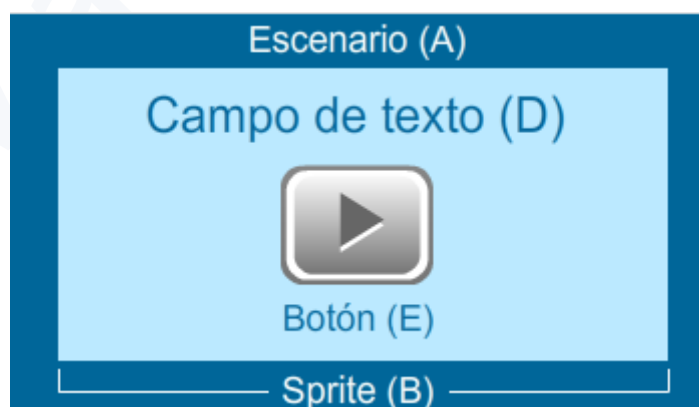 Escenario (A)
Campo de texto (D)
Botón (E)
Sprite (B)